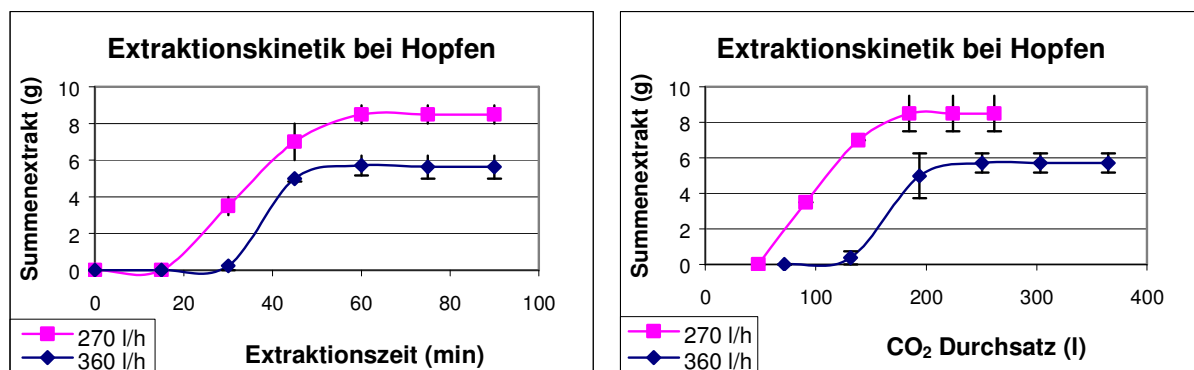 Extraktionskinetik bei Hopfen
Summenextrakt (g)
10
8
6
4
2
0
0 20 40 60 80 100
Extraktionszeit (min)
270 l/h
360 l/h
Extraktionskinetik bei Hopfen
Summenextrakt (g)
10
8
6
4
2
0
0 100 200 300 400
CO₂ Durchsatz (l)
270 l/h
360 l/h